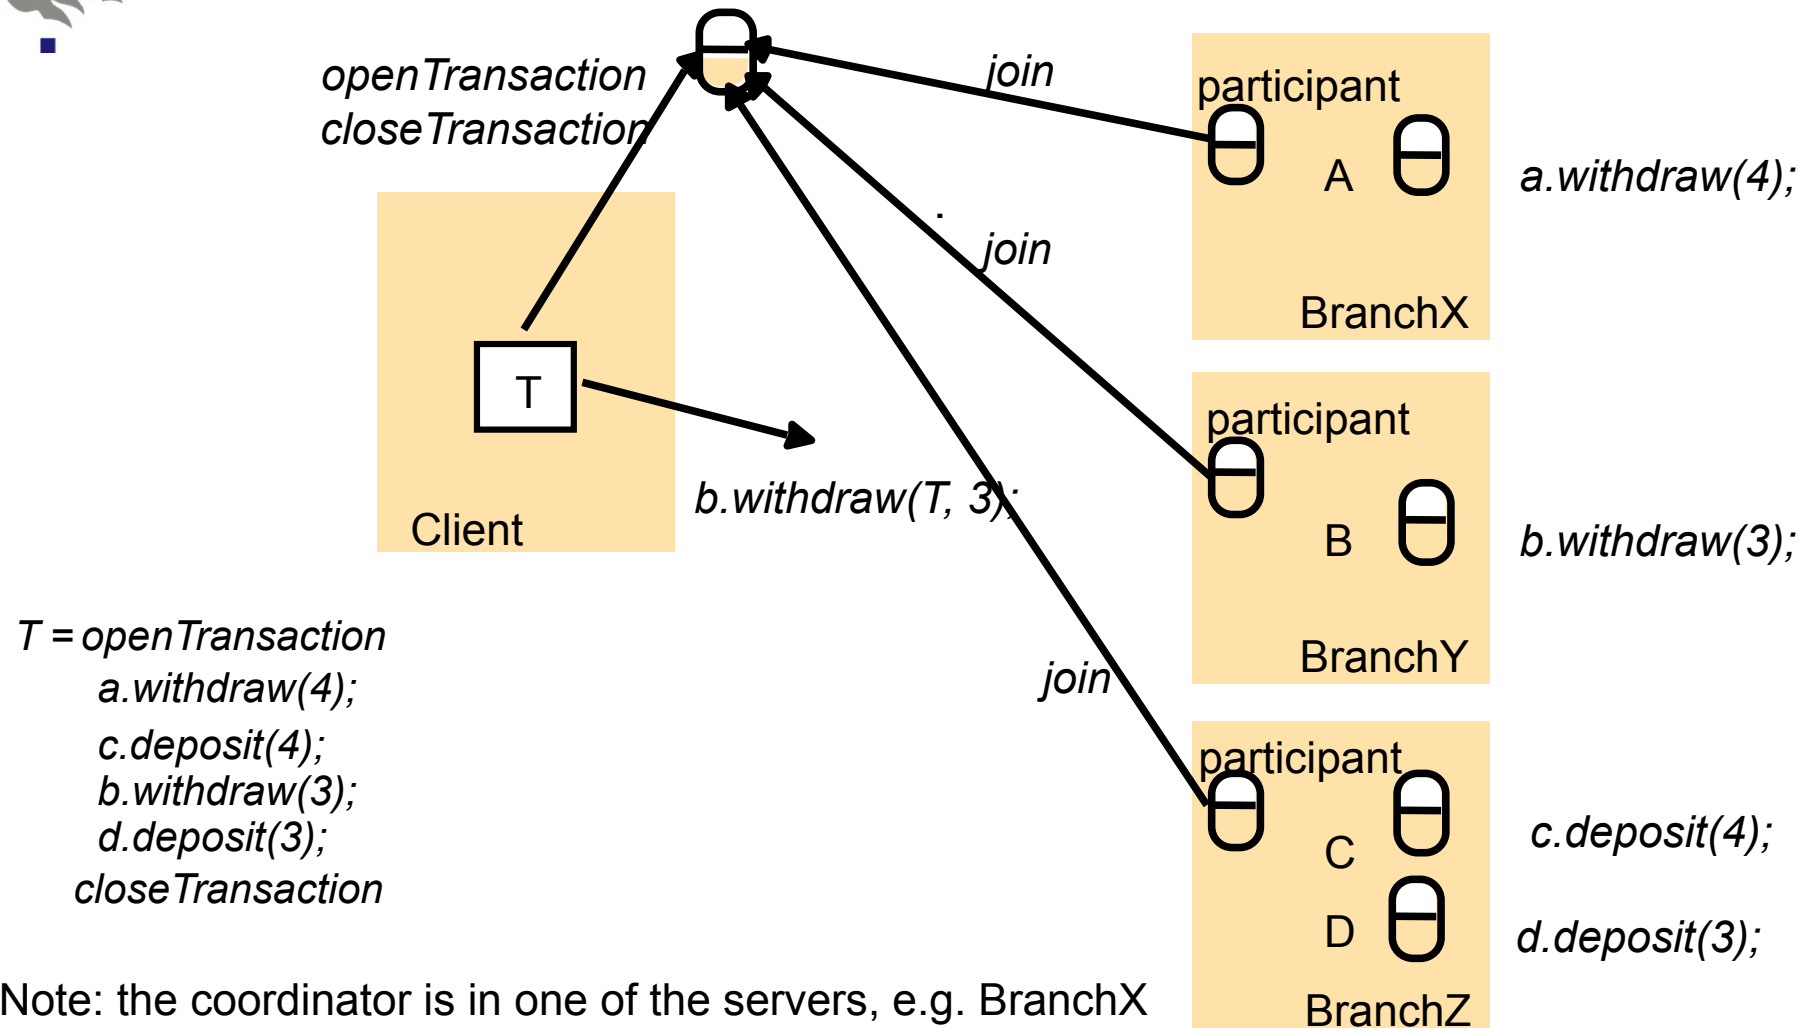 openTransaction
closeTransaction
join
participant
A
a.withdraw(4);
join
BranchX
T
participant
b.withdraw(T, 3);
Client
B
b.withdraw(3);
T = openTransaction
a.withdraw(4);
c.deposit(4);
b.withdraw(3);
d.deposit(3);
closeTransaction
BranchY
join
participant
C
c.deposit(4);
D
d.deposit(3);
Note: the coordinator is in one of the servers, e.g. BranchX
BranchZ